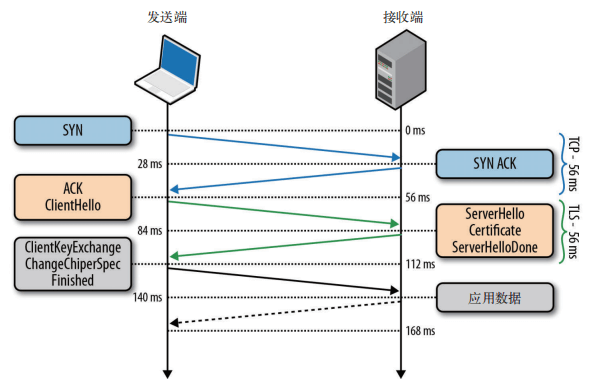 发送端
接收端
SYN
0 ms
28 ms
SYN ACK
TCP - 56 ms
ACK
ClientHello
56 ms
84 ms
ServerHello
Certificate
ServerHelloDone
TLS - 56 ms
ClientKeyExchange
ChangeChiperSpec
Finished
112 ms
140 ms
应用数据
168 ms